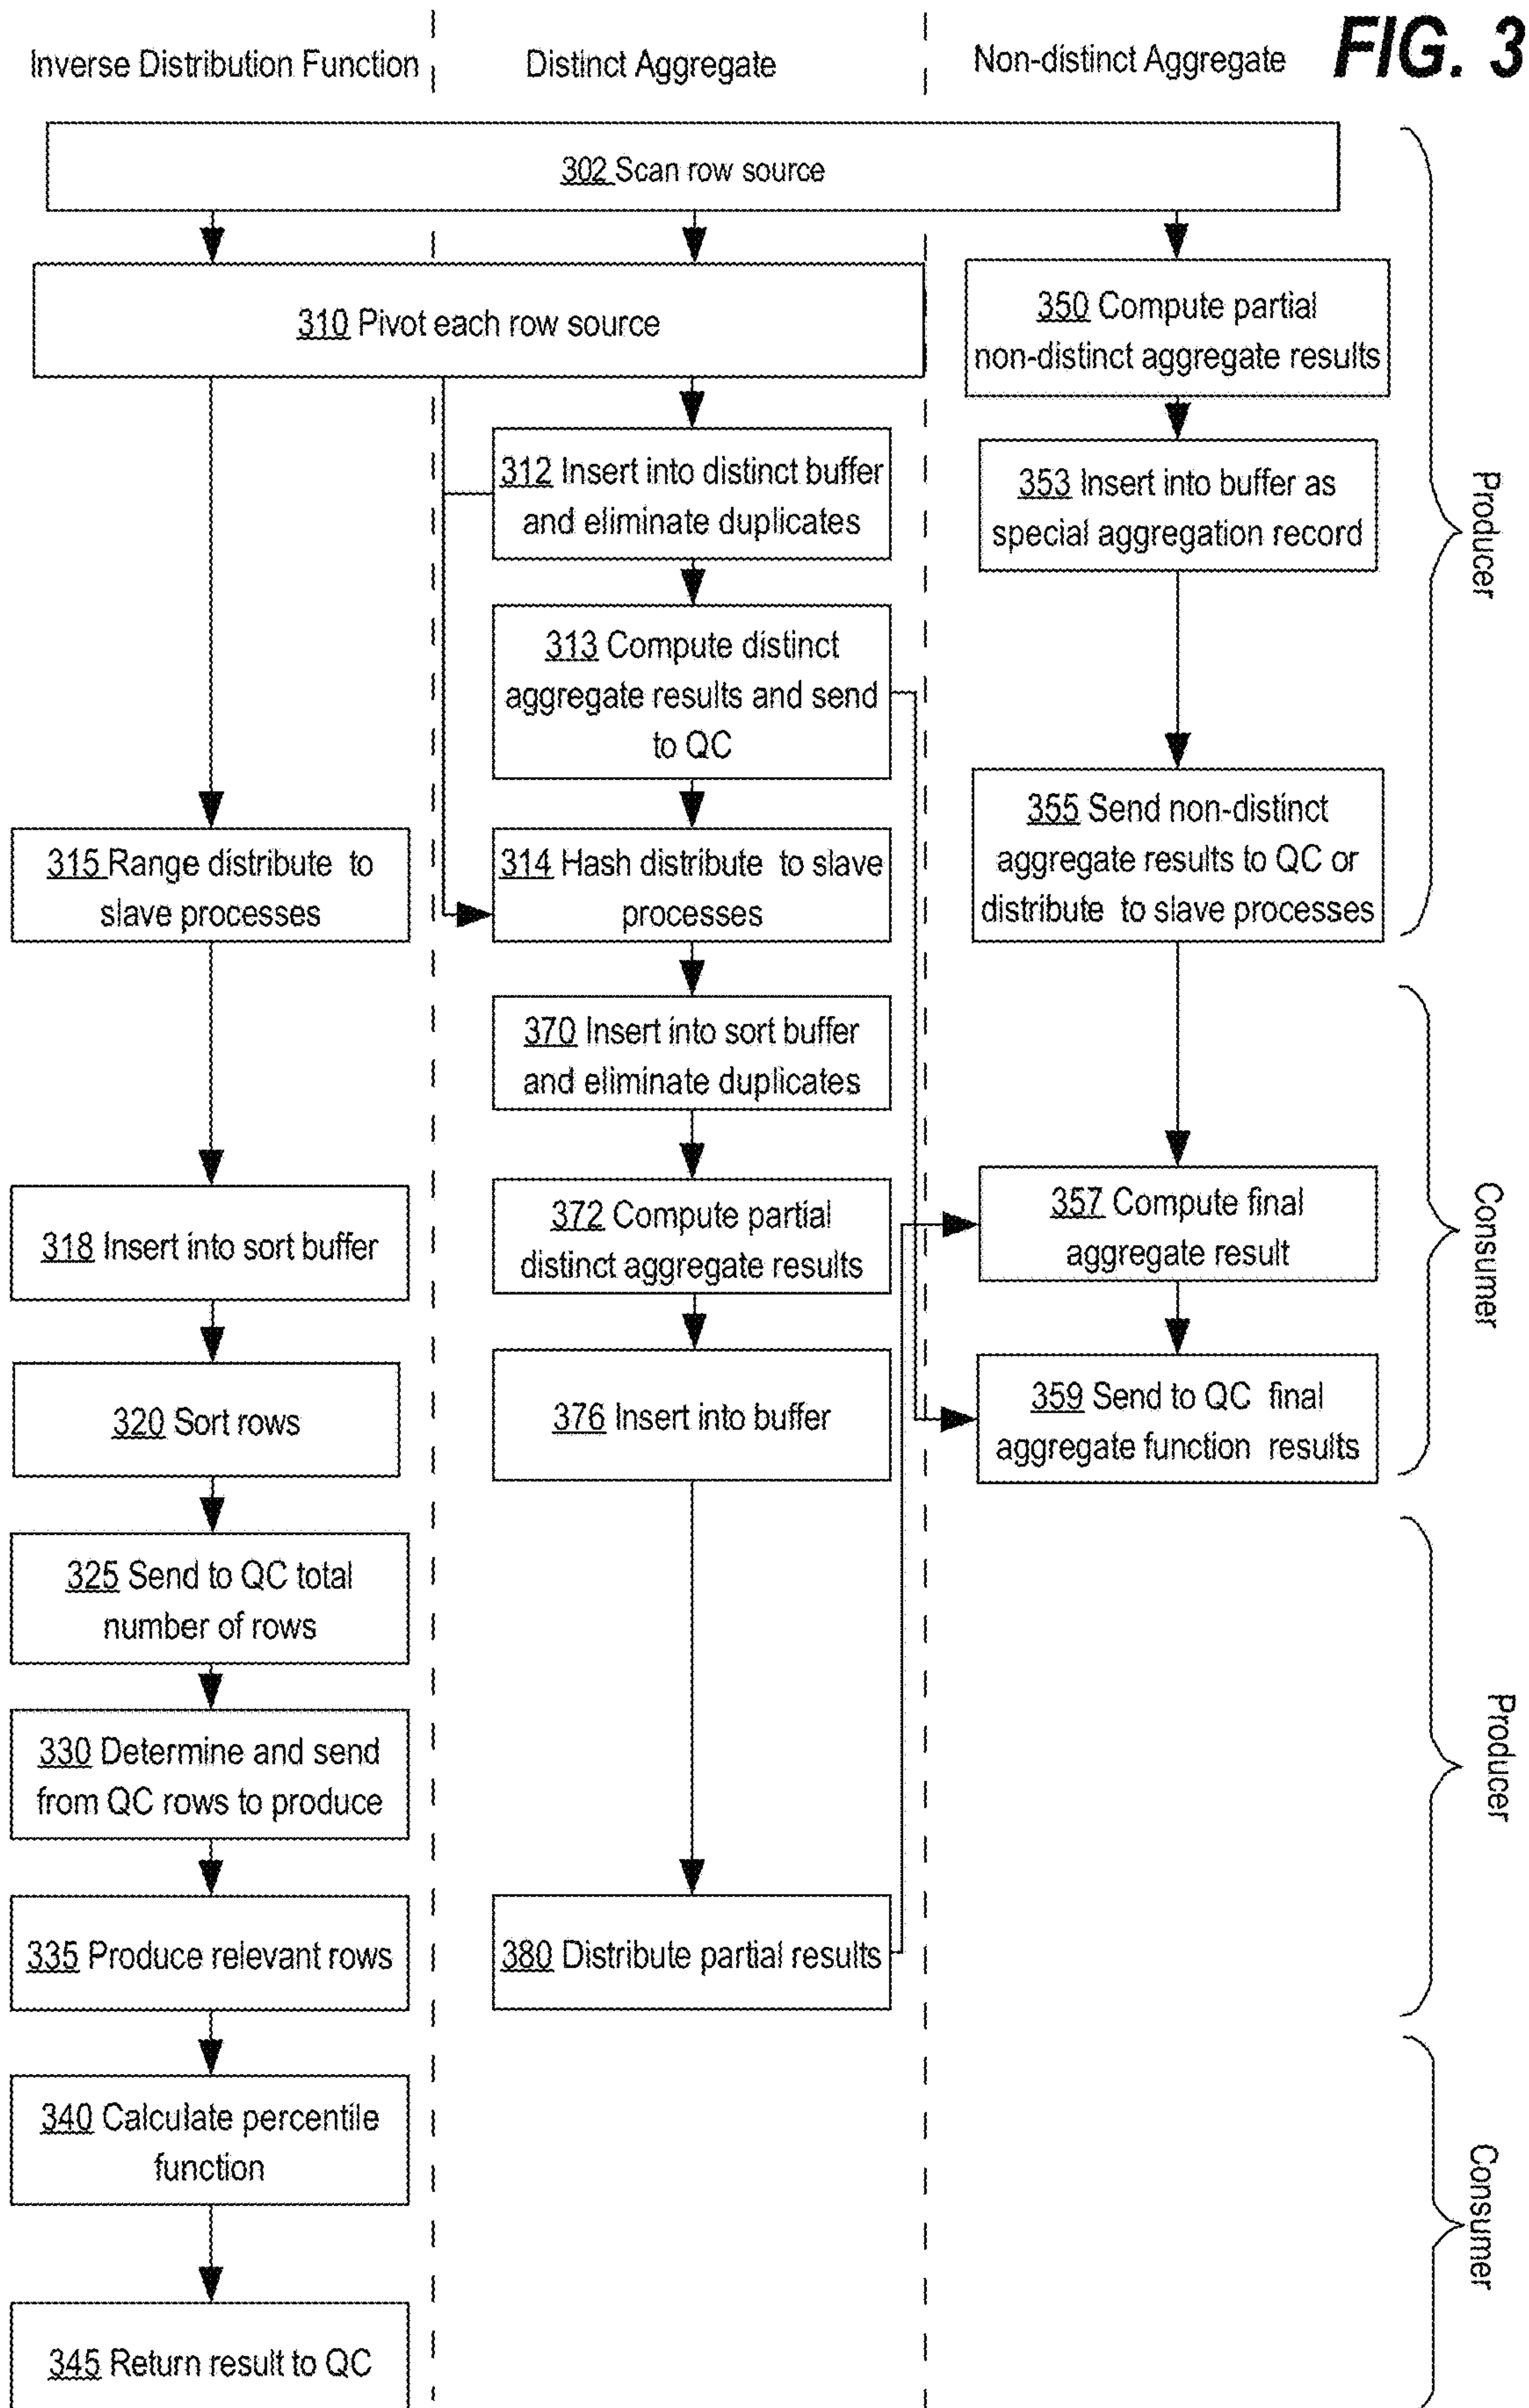 FIG. 3
Inverse Distribution Function
Distinct Aggregate
Non-distinct Aggregate
302 Scan row source
310 Pivot each row source
350 Compute partial
non-distinct aggregate results
312 Insert into distinct buffer
and eliminate duplicates
353 Insert into buffer as
special aggregation record
Producer
313 Compute distinct
aggregate results and send
to QC
315 Range distribute to
slave processes
314 Hash distribute to slave
processes
355 Send non-distinct
aggregate results to QC or
distribute to slave processes
370 Insert into sort buffer
and eliminate duplicates
318 Insert into sort buffer
372 Compute partial
distinct aggregate results
357 Compute final
aggregate result
Consumer
320 Sort rows
376 Insert into buffer
359 Send to QC final
aggregate function results
325 Send to QC total
number of rows
330 Determine and send
from QC rows to produce
Producer
335 Produce relevant rows
380 Distribute partial results
340 Calculate percentile
function
Consumer
345 Return result to QC